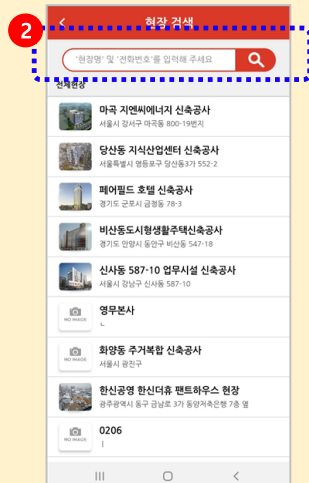 2
현장 검색
'현장명' 및 '전화번호'를 입력해 주세요
전체현장
마곡 지엔씨에너지 신축공사
서울시 강서구 마곡동 800-19번지
당산동 지식산업센터 신축공사
서울특별시 영등포구 당산동3가 552-2
페어필드 호텔 신축공사
경기도 군포시 금정동 78-3
비산동도시형생활주택신축공사
경기도 안양시 동안구 비산동 547-18
신사동 587-10 업무시설 신축공사
서울시 강남구 신사동 587-10
NO IMAGE
영무본사
ㄴ
NO IMAGE
화양동 주거복합 신축공사
서울시 광진구
한신공영 한신더휴 팬트하우스 현장
광주광역시 동구 금남로 3가 동양저축은행 7층 옆
NO IMAGE
0206
ㅣ